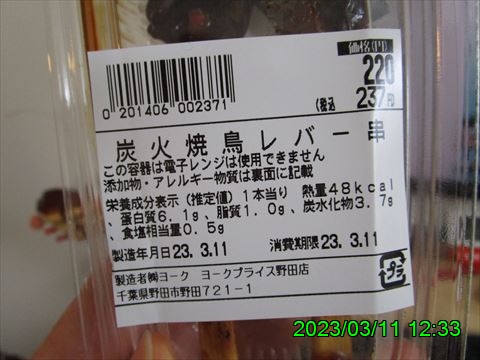 価格(円)
220
(税込 237円)
0 201406 002371
炭火焼鳥レバー串
この容器は電子レンジは使用できません
添加物・アレルギー物質は裏面に記載
栄養成分表示(推定値)1本当り 熱量48kcal
、蛋白質6.1g、脂質1.0g、炭水化物3.7g
、食塩相当量0.5g
製造年月日23.3.11 消費期限23.3.11
製造者㈱ヨーク ヨークプライス野田店
千葉県野田市野田721-1
プラ
2023/03/11 12:33